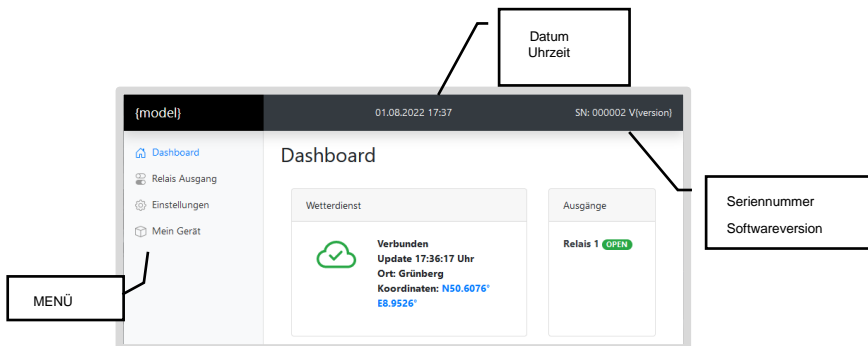 Datum
Uhrzeit
{model}
01.08.2022 17:37
SN: 000002 V{version}
Dashboard
Relais Ausgang
Einstellungen
Mein Gerät
Dashboard
Wetterdienst
Verbunden
Update 17:36:17 Uhr
Ort: Grünberg
Koordinaten: N50.6076°
E8.9526°
Ausgänge
Relais 1 OPEN
Seriennummer
Softwareversion
MENÜ